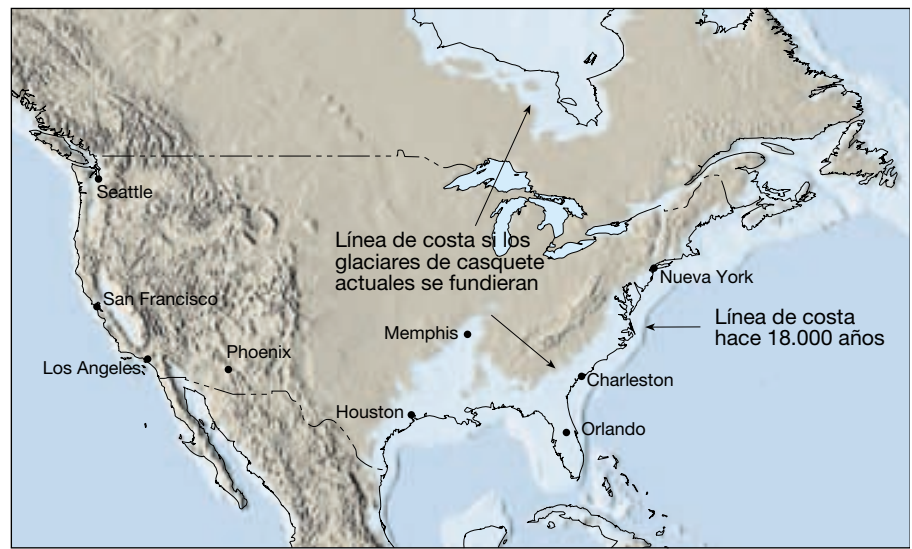 Seattle
Línea de costa si los
glaciares de casquete
actuales se fundieran
Nueva York
San Francisco
Línea de costa
hace 18.000 años
Memphis
Phoenix
Los Angeles
Charleston
Houston
Orlando